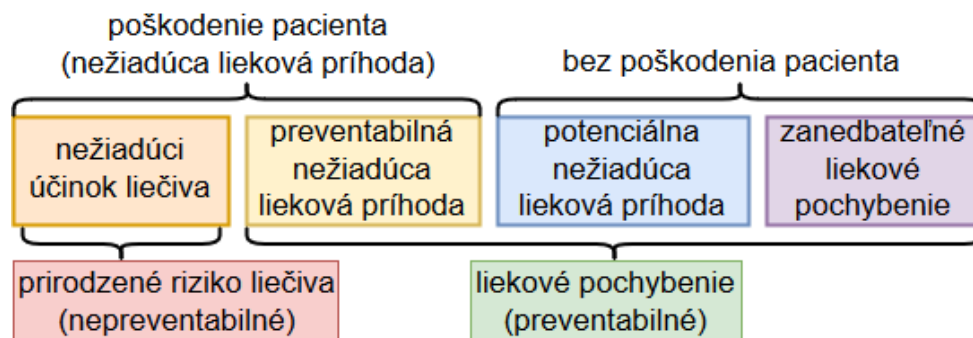 poškodenie pacienta
(nežiadúca lieková príhoda)
bez poškodenia pacienta
nežiadúci
účinok liečiva
preventabilná
nežiadúca
lieková príhoda
potenciálna
nežiadúca
lieková príhoda
zanedbateľné
liekové
pochybenie
prirodzené riziko liečiva
(nepreventabilné)
liekové pochybenie
(preventabilné)